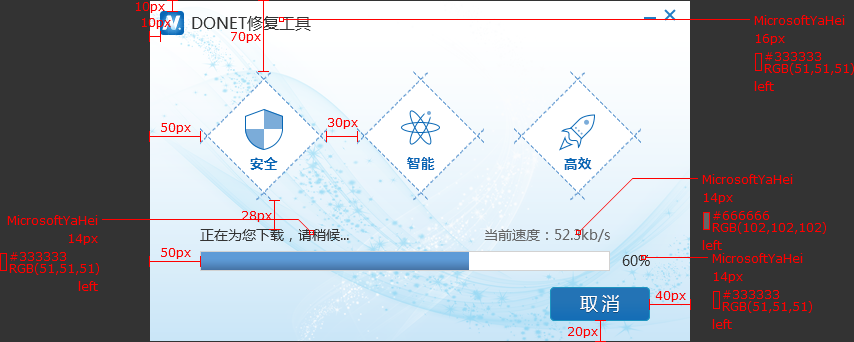 10px
10px
DONET修复工具
70px
MicrosoftYaHei
16px
#333333
RGB(51,51,51)
left
50px
30px
安全
智能
高效
28px
MicrosoftYaHei
14px
#666666
RGB(102,102,102)
left
MicrosoftYaHei
14px
#333333
RGB(51,51,51)
left
正在为您下载，请稍候...
当前速度：52.3kb/s
50px
60%
MicrosoftYaHei
14px
#333333
RGB(51,51,51)
left
取消
40px
20px